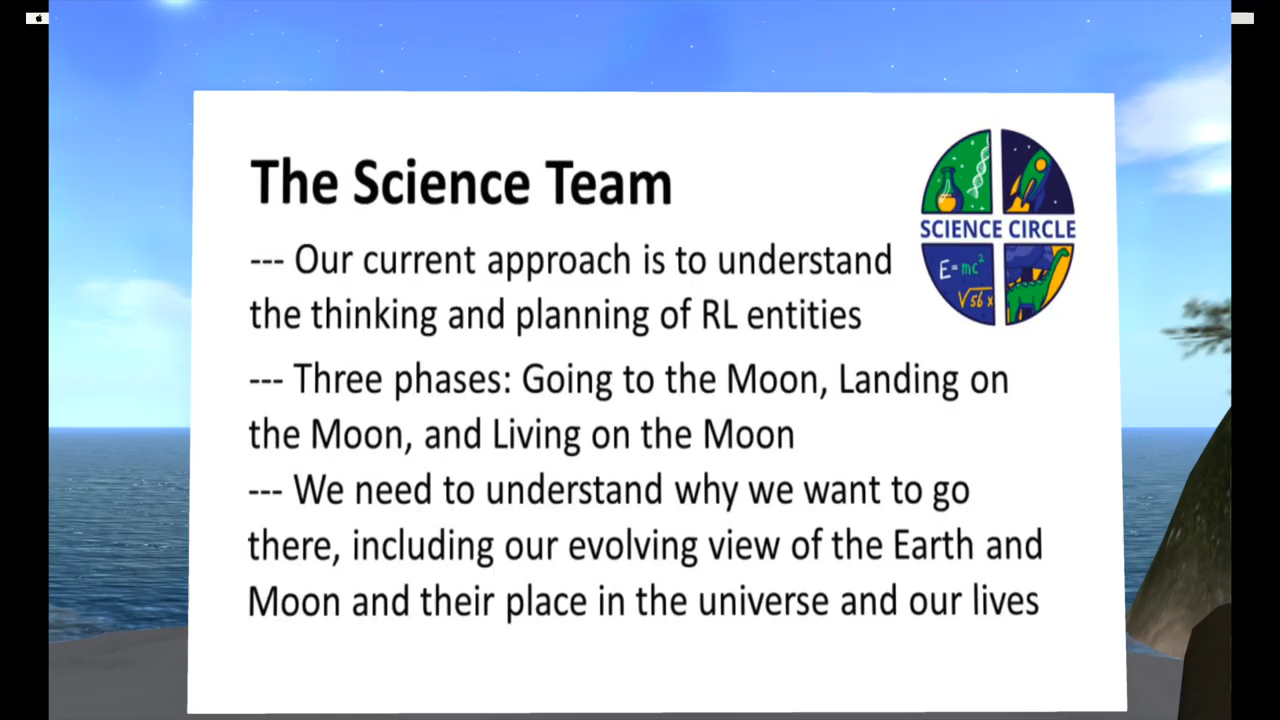 The Science Team
SCIENCE CIRCLE
E=mc²
√56 x
--- Our current approach is to understand
the thinking and planning of RL entities
--- Three phases: Going to the Moon, Landing on
the Moon, and Living on the Moon
--- We need to understand why we want to go
there, including our evolving view of the Earth and
Moon and their place in the universe and our lives